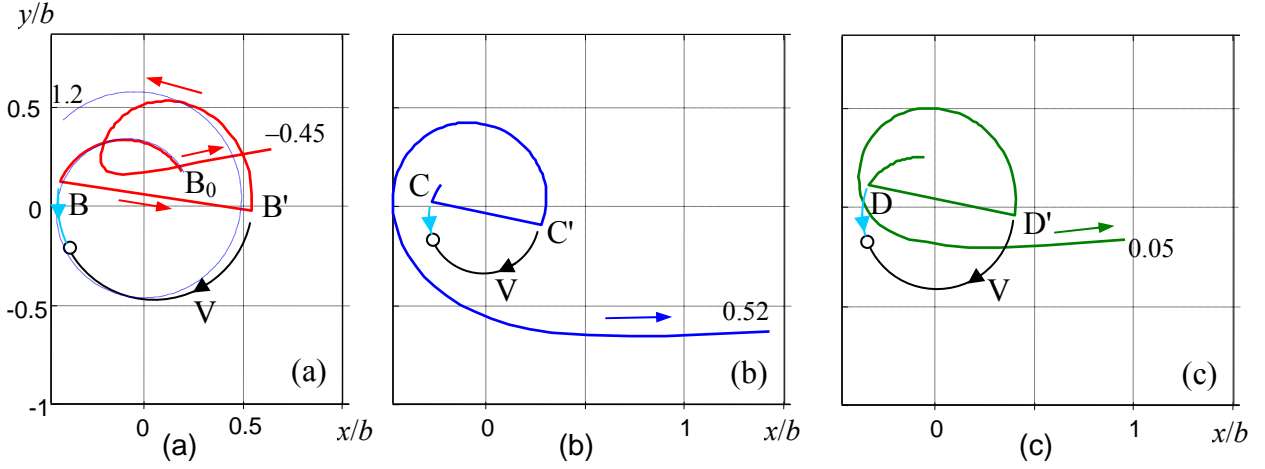 y/b
(a) 1.2 0.5 –0.45 B₀ B B' 0 V -0.5 -1 (a) 0 0.5 x/b (a)
C C' V 0.52 (b) 0 1 x/b (b)
D D' V 0.05 (c) 0 1 x/b (c)